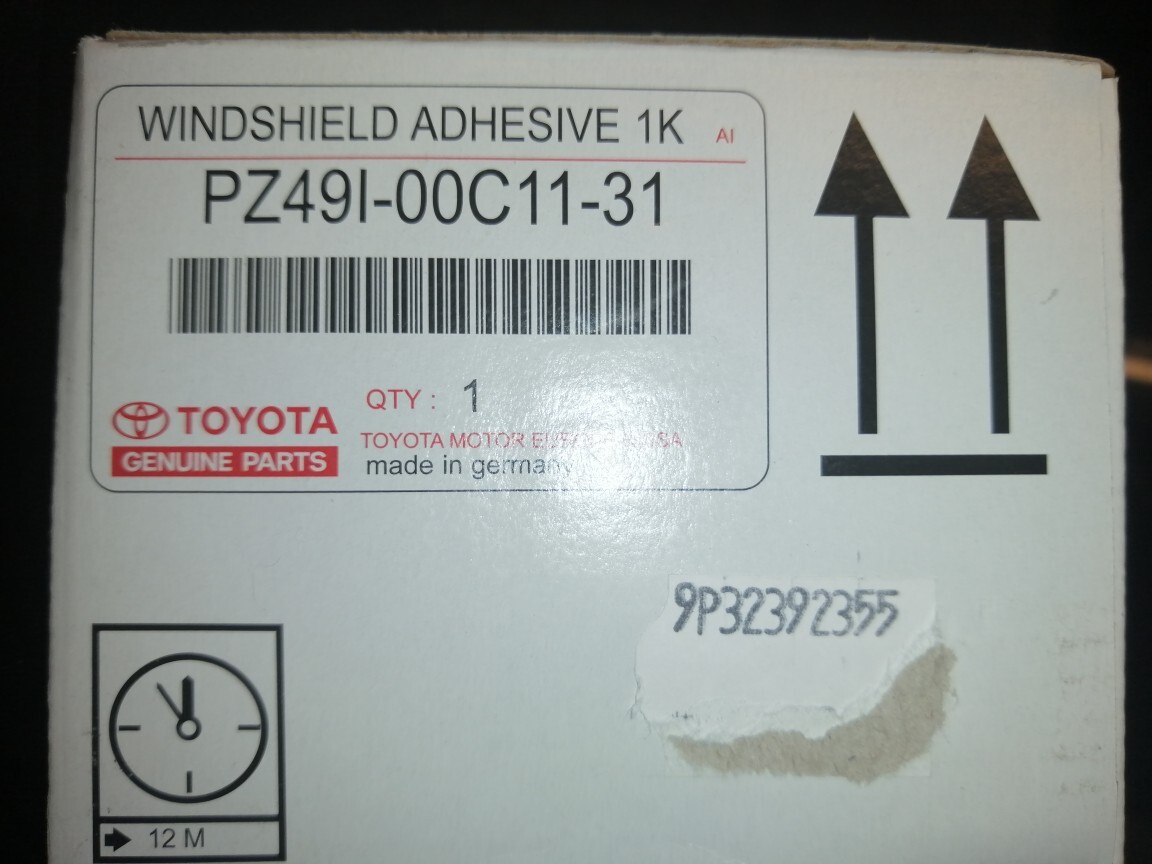 WINDSHIELD ADHESIVE 1K AI
PZ49I-00C11-31
QTY : 1
TOYOTA
GENUINE PARTS
TOYOTA MOTOR
made in germany
9P32392355
12 M